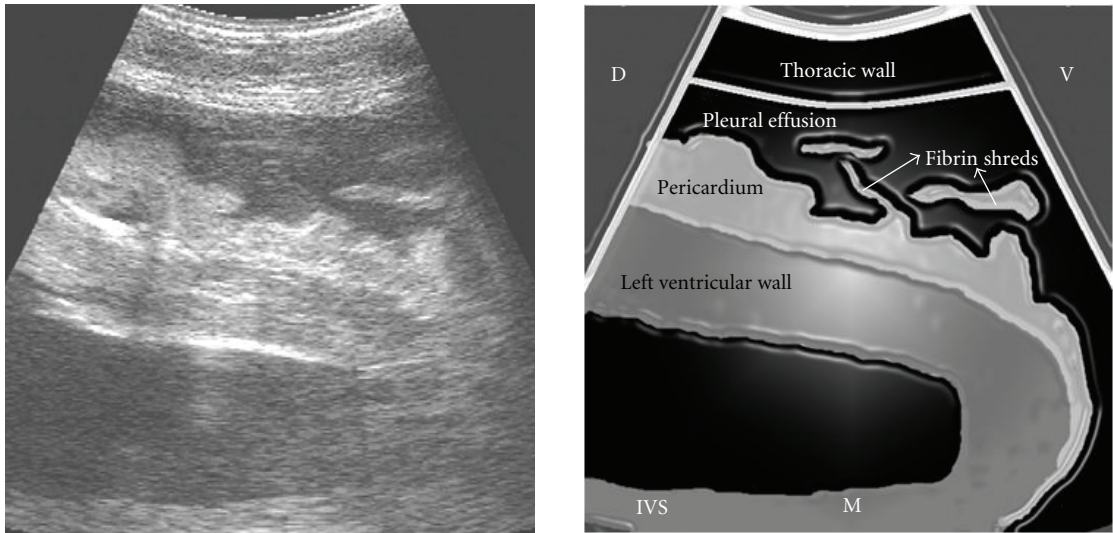 D
V
Thoracic wall
Pleural effusion
Fibrin shreds
Pericardium
Left ventricular wall
IVS
M